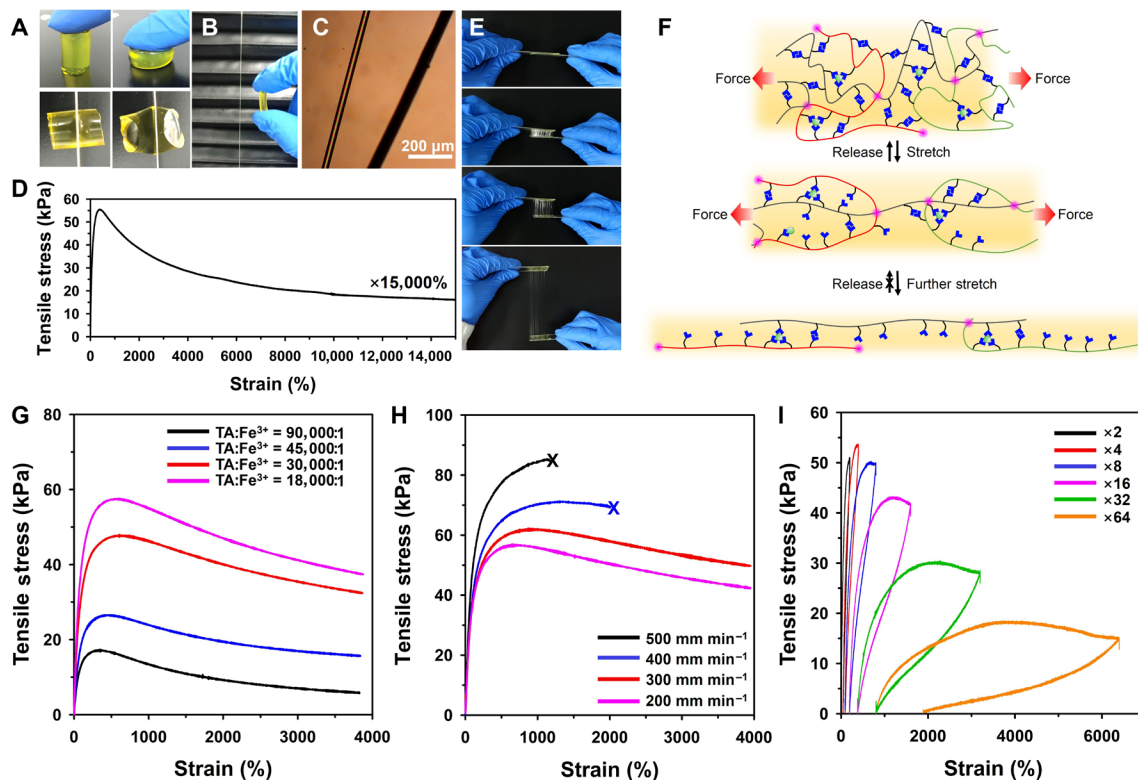 A
B
C
200 μm
D
Tensile stress (kPa)
60
50
40
30
20
10
0
×15,000%
0 2000 4000 6000 8000 10,000 12,000 14,000
Strain (%)
E
F
Force
Force
Release
Stretch
Force
Force
Release
Further stretch
G
Tensile stress (kPa)
80
60
40
20
0
TA:Fe³⁺ = 90,000:1
TA:Fe³⁺ = 45,000:1
TA:Fe³⁺ = 30,000:1
TA:Fe³⁺ = 18,000:1
0 1000 2000 3000 4000
Strain (%)
H
Tensile stress (kPa)
100
80
60
40
20
0
X
X
500 mm min⁻¹
400 mm min⁻¹
300 mm min⁻¹
200 mm min⁻¹
0 1000 2000 3000 4000
Strain (%)
I
Tensile stress (kPa)
60
50
40
30
20
10
0
×2
×4
×8
×16
×32
×64
0 2000 4000 6000
Strain (%)